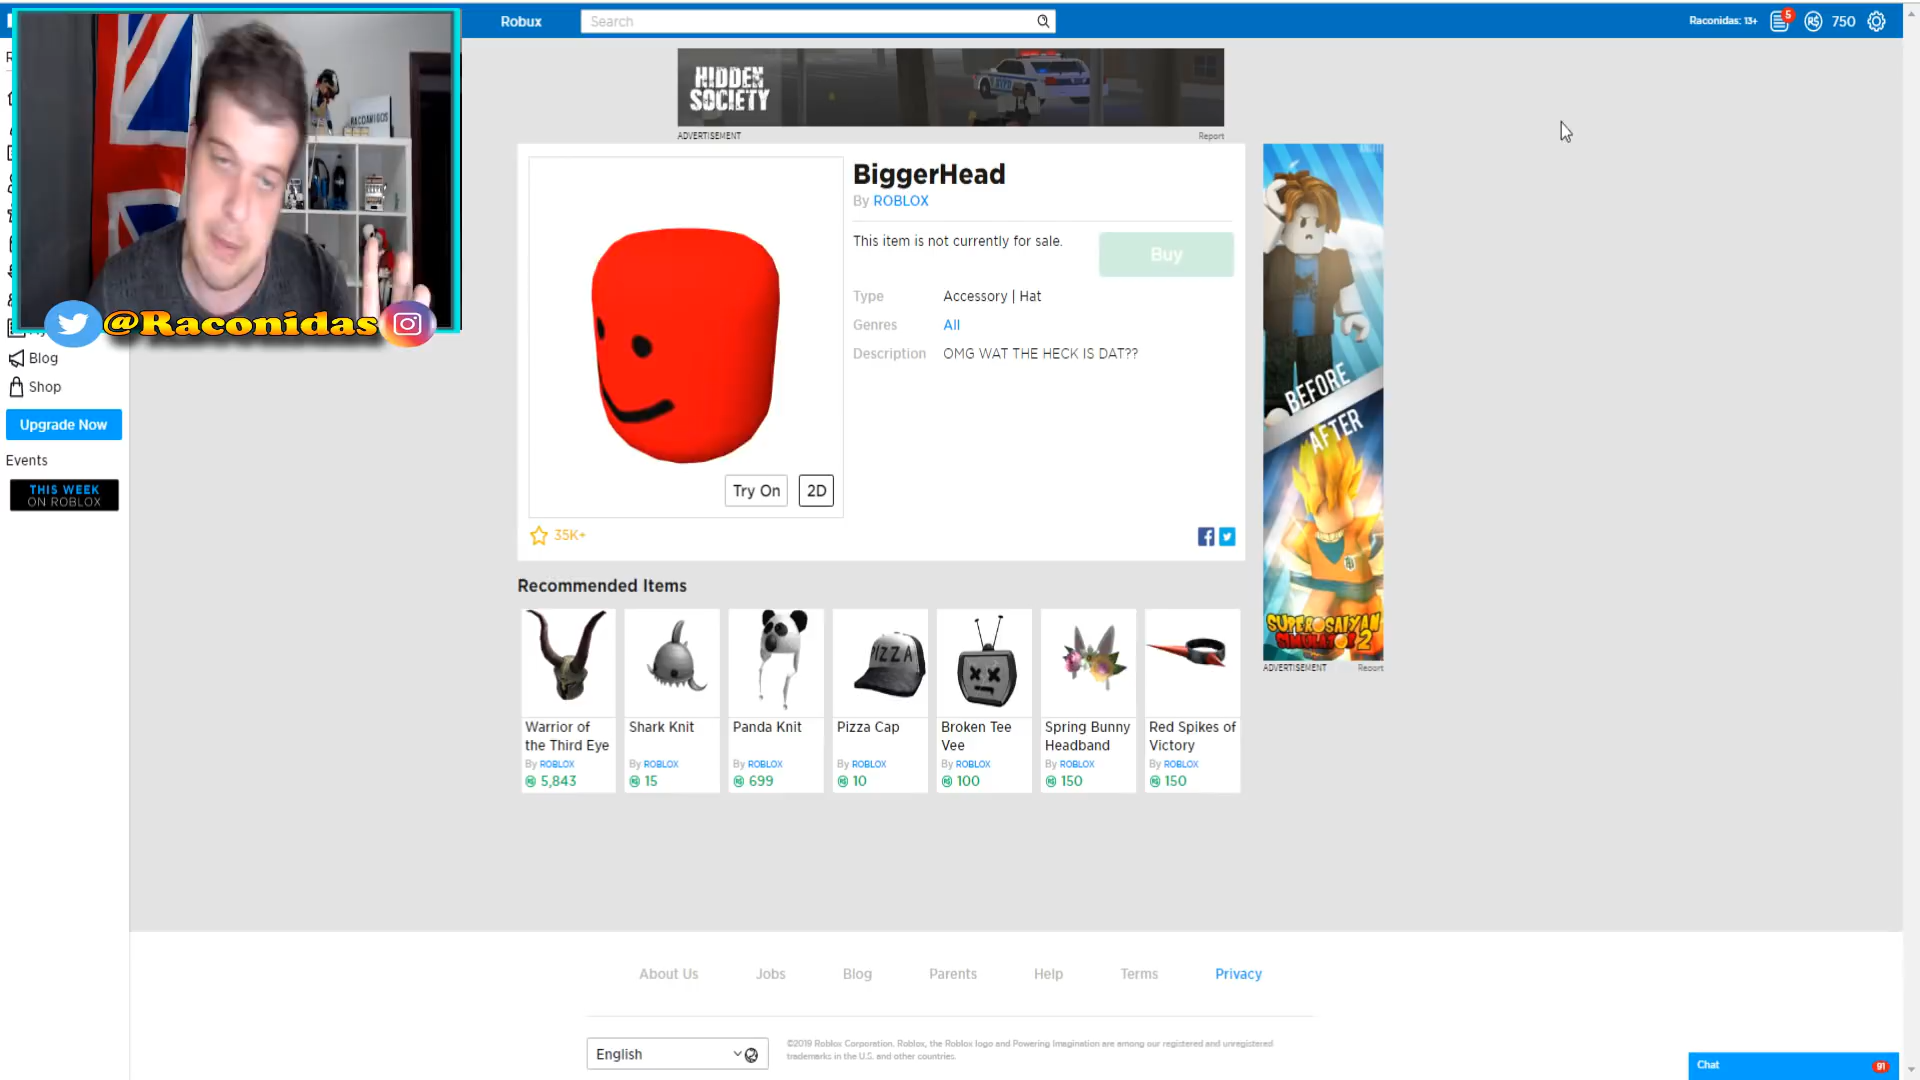 Robux
Search
Raconidas: 13+
5
750
HIDDEN
SOCIETY
ADVERTISEMENT
Report
RACOAMIGOS
@Raconidas
Blog
Shop
Upgrade Now
Events
THIS WEEK
ON ROBLOX
BiggerHead
By ROBLOX
This item is not currently for sale.
Buy
Type
Accessory | Hat
Genres
All
Description
OMG WAT THE HECK IS DAT??
Try On
2D
35K+
BEFORE
AFTER
SUPER SAIYAN
SIMULATOR 2
ADVERTISEMENT
Report
Recommended Items
PIZZA
Warrior of
the Third Eye
By ROBLOX
5,843
Shark Knit
By ROBLOX
15
Panda Knit
By ROBLOX
699
Pizza Cap
By ROBLOX
10
Broken Tee
Vee
By ROBLOX
100
Spring Bunny
Headband
By ROBLOX
150
Red Spikes of
Victory
By ROBLOX
150
About Us
Jobs
Blog
Parents
Help
Terms
Privacy
English
©2019 Roblox Corporation. Roblox, the Roblox logo and Powering Imagination are among our registered and unregistered
trademarks in the U.S. and other countries.
Chat
91